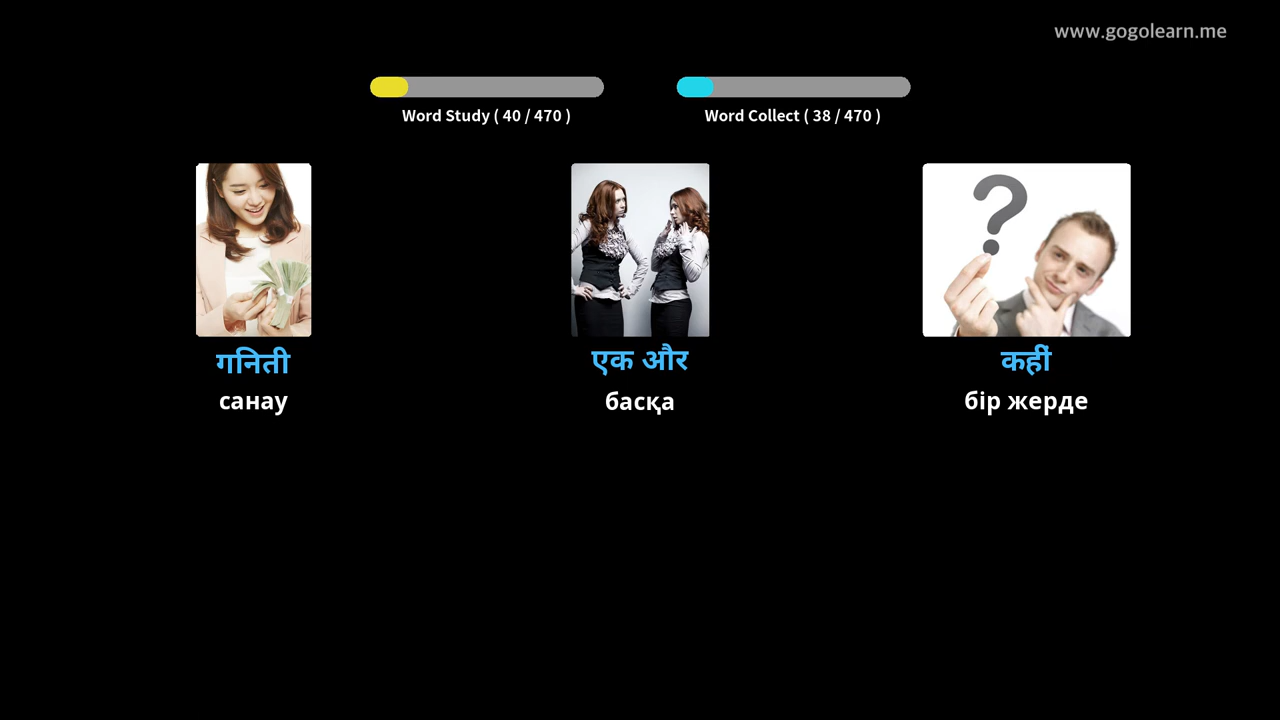 www.gogolearn.me
Word Study ( 40 / 470 )
Word Collect ( 38 / 470 )
गनिती
санау
एक और
басқа
कहीं
бір жерде